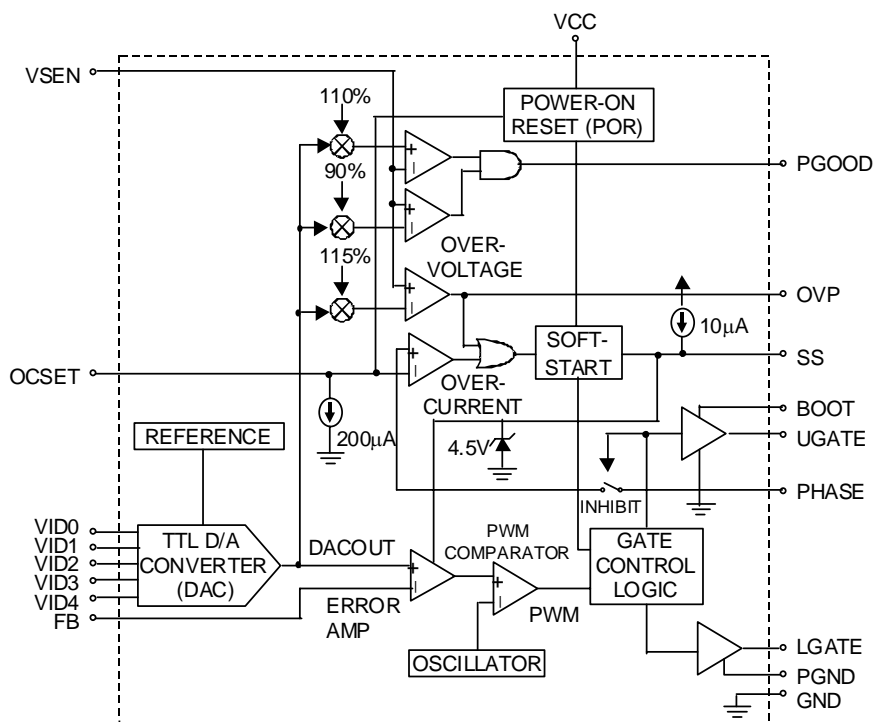 VCC
VSEN
110%
POWER-ON
RESET (POR)
+
−
PGOOD
90%
+
−
OVER-
VOLTAGE
115%
+
−
OVP
10µA
SOFT-
START
SS
+
−
OCSET
OVER-
CURRENT
BOOT
200µA
REFERENCE
4.5V
UGATE
INHIBIT
PHASE
VID0
VID1
VID2
VID3
VID4
FB
TTL D/A
CONVERTER
(DAC)
DACOUT
PWM
COMPARATOR
GATE
CONTROL
LOGIC
+
−
+
−
ERROR
AMP
PWM
OSCILLATOR
LGATE
PGND
GND